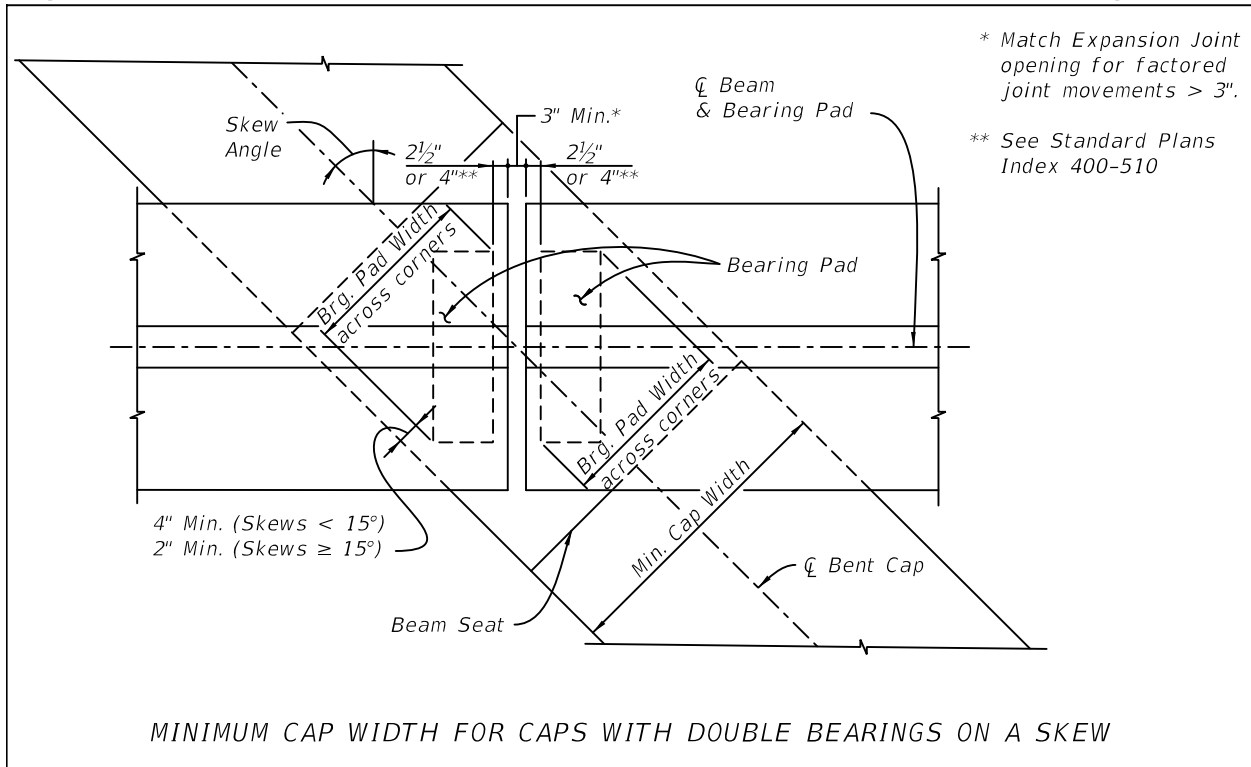 * Match Expansion Joint
opening for factored
joint movements > 3".
** See Standard Plans
Index 400-510
℄ Beam
& Bearing Pad
3" Min.*
Skew
Angle
2½"
or 4"**
2½"
or 4"**
Brg. Pad Width
across corners
Bearing Pad
Brg. Pad Width
across corners
4" Min. (Skews < 15°)
2" Min. (Skews ≥ 15°)
Min. Cap Width
℄ Bent Cap
Beam Seat
MINIMUM CAP WIDTH FOR CAPS WITH DOUBLE BEARINGS ON A SKEW